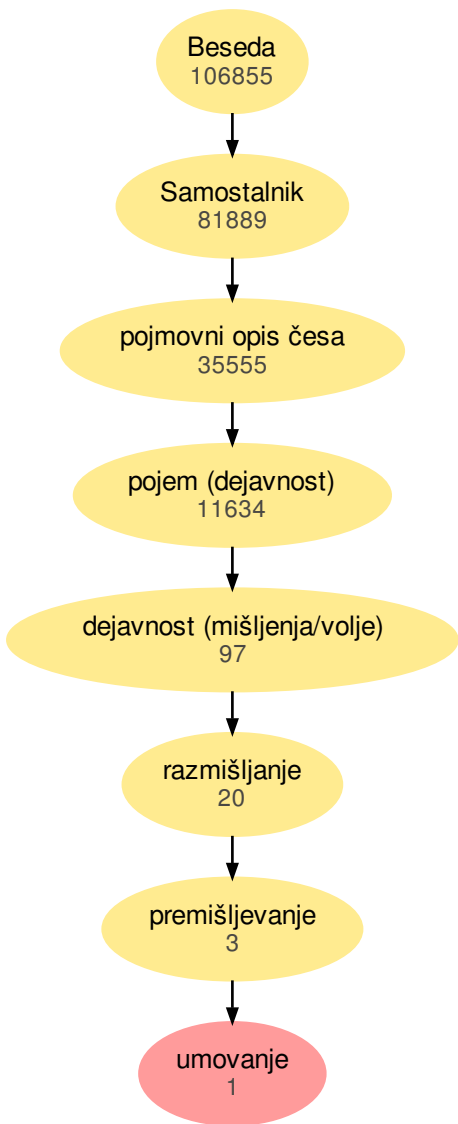 Beseda
106855
Samostalnik
81889
pojmovni opis česa
35555
pojem (dejavnost)
11634
dejavnost (mišljenja/volje)
97
razmišljanje
20
premišljevanje
3
umovanje
1